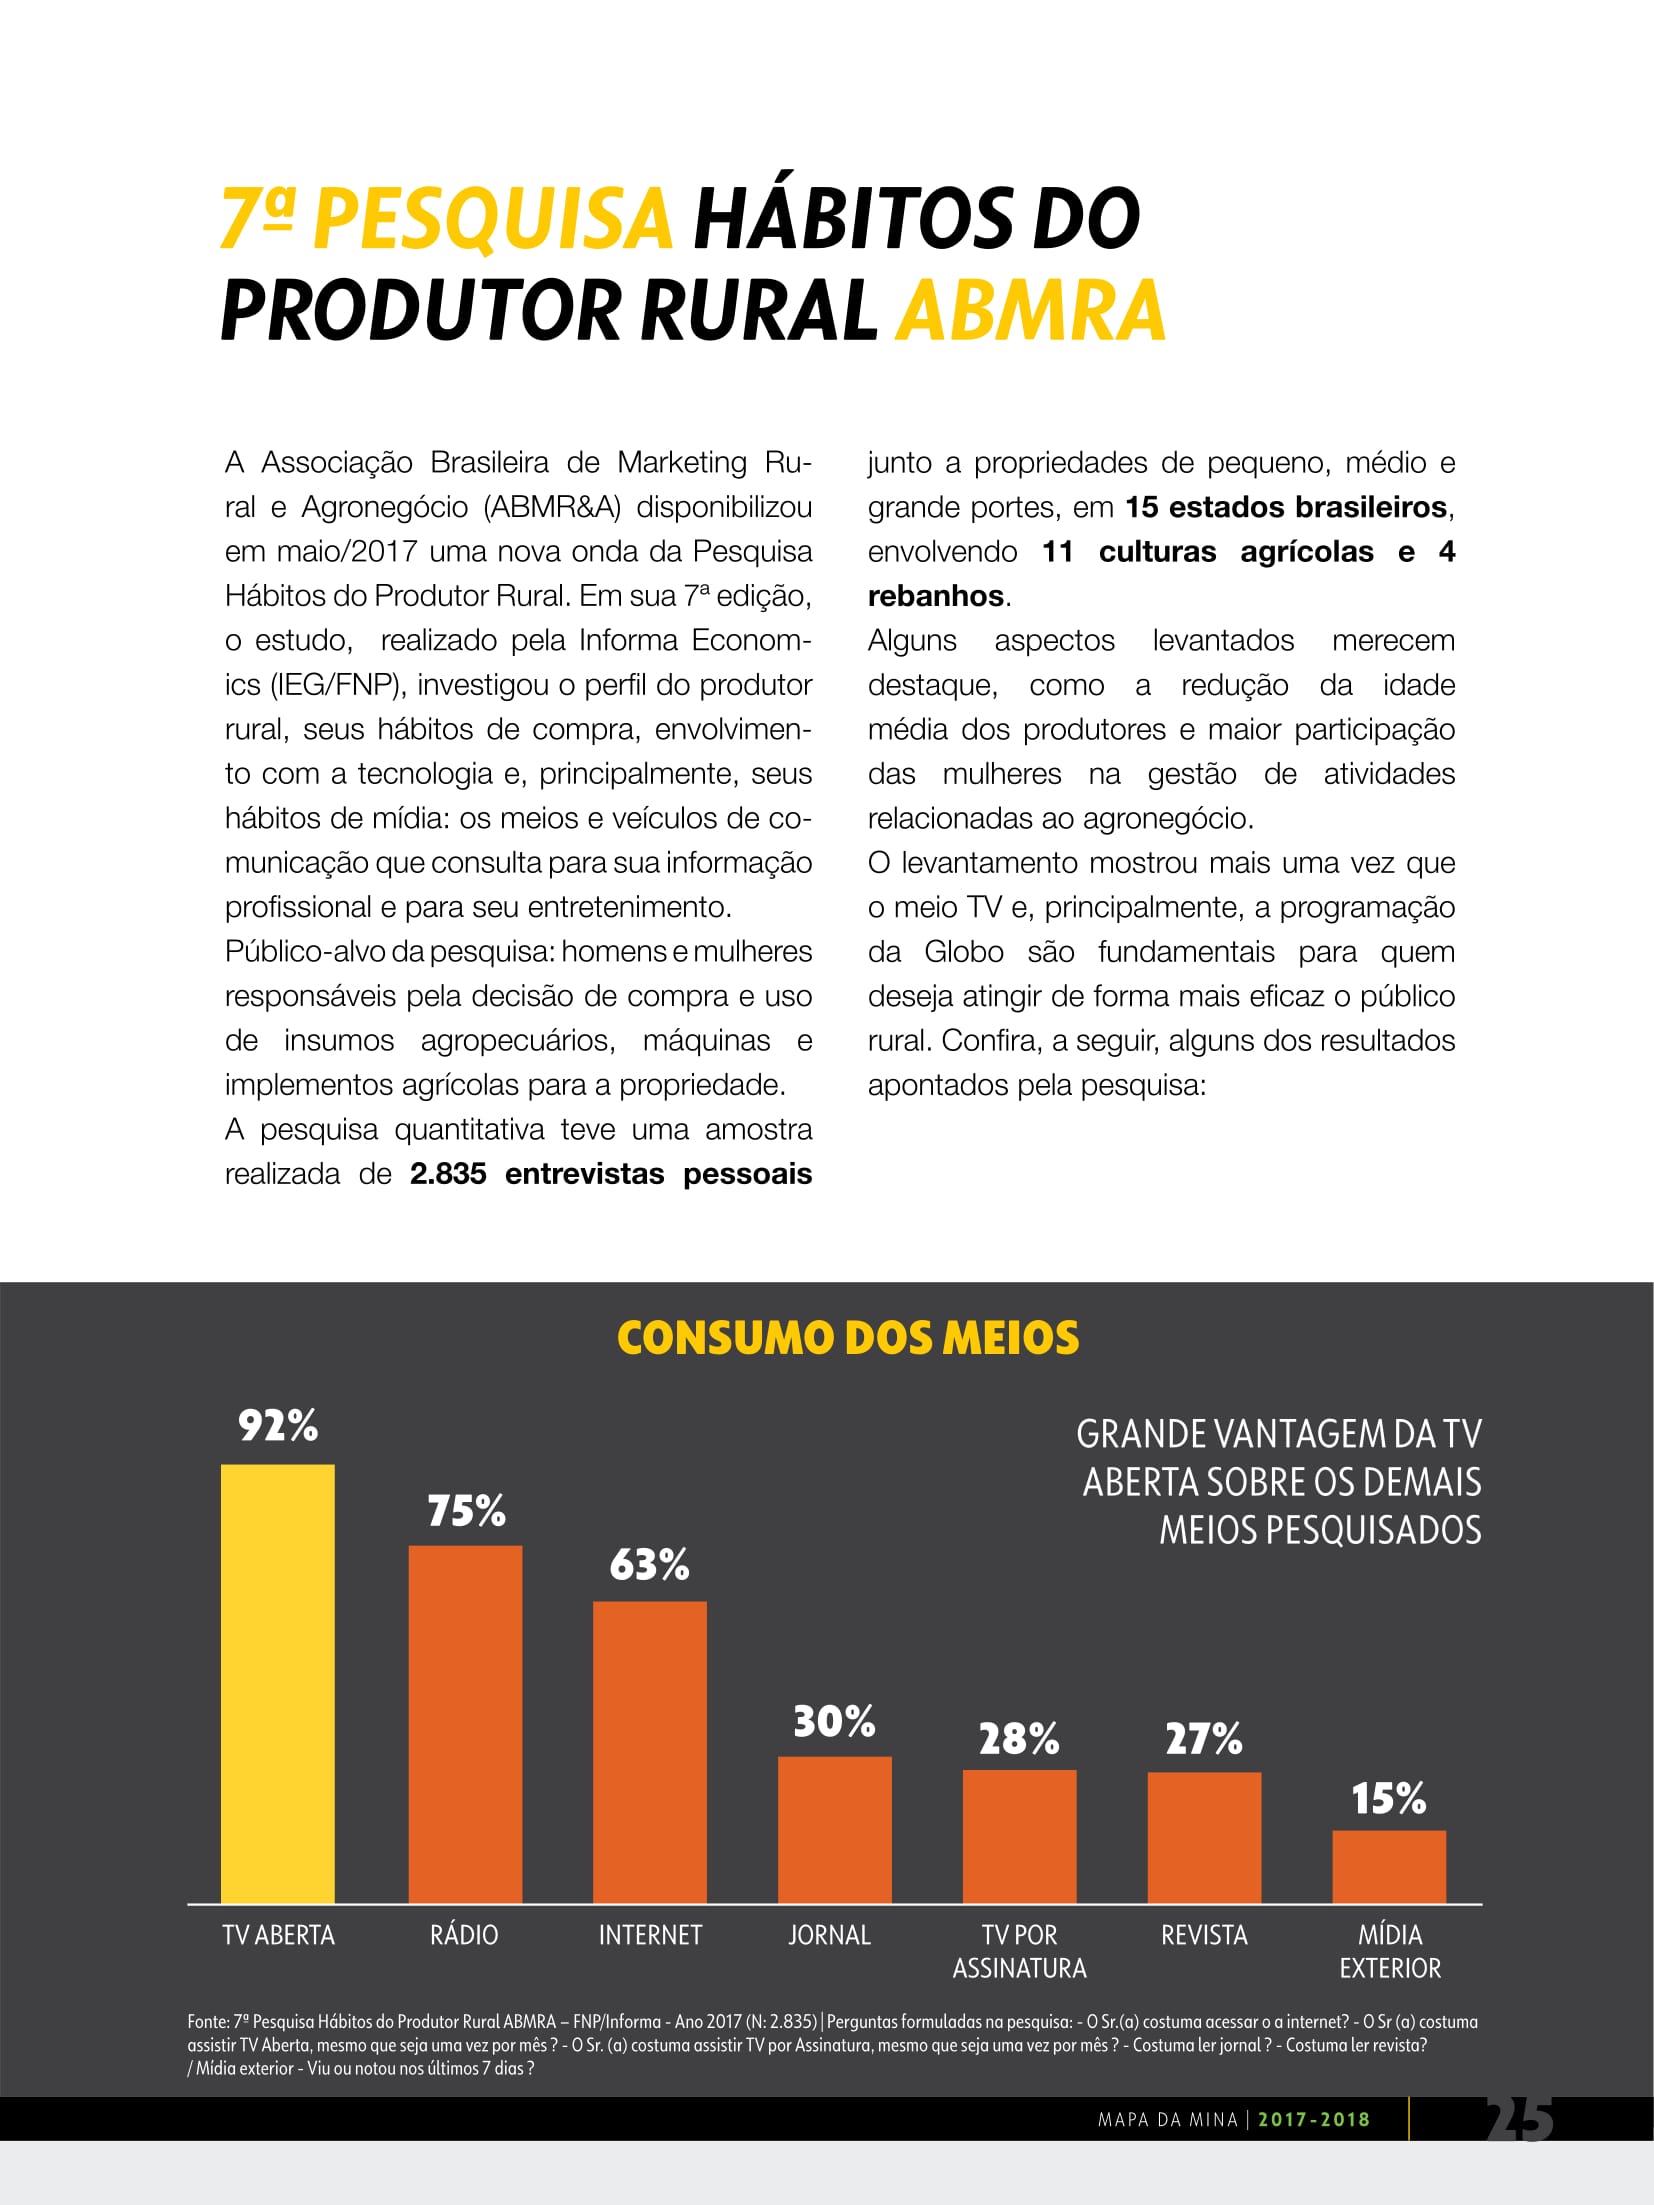 7ª PESQUISA HÁBITOS DO
PRODUTOR RURAL ABMRA
A Associação Brasileira de Marketing Ru-
ral e Agronegócio (ABMR&A) disponibilizou
em maio/2017 uma nova onda da Pesquisa
Hábitos do Produtor Rural. Em sua 7ª edição,
o estudo, realizado pela Informa Econom-
ics (IEG/FNP), investigou o perfil do produtor
rural, seus hábitos de compra, envolvimen-
to com a tecnologia e, principalmente, seus
hábitos de mídia: os meios e veículos de co-
municação que consulta para sua informação
profissional e para seu entretenimento.
Público-alvo da pesquisa: homens e mulheres
responsáveis pela decisão de compra e uso
de insumos agropecuários, máquinas e
implementos agrícolas para a propriedade.
A pesquisa quantitativa teve uma amostra
realizada de 2.835 entrevistas pessoais
junto a propriedades de pequeno, médio e
grande portes, em 15 estados brasileiros,
envolvendo 11 culturas agrícolas e 4
rebanhos.
Alguns aspectos levantados merecem
destaque, como a redução da idade
média dos produtores e maior participação
das mulheres na gestão de atividades
relacionadas ao agronegócio.
O levantamento mostrou mais uma vez que
o meio TV e, principalmente, a programação
da Globo são fundamentais para quem
deseja atingir de forma mais eficaz o público
rural. Confira, a seguir, alguns dos resultados
apontados pela pesquisa:
CONSUMO DOS MEIOS
GRANDE VANTAGEM DA TV
ABERTA SOBRE OS DEMAIS
MEIOS PESQUISADOS
92%
75%
63%
30%
28%
27%
15%
TV ABERTA
RÁDIO
INTERNET
JORNAL
TV POR
ASSINATURA
REVISTA
MÍDIA
EXTERIOR
Fonte: 7ª Pesquisa Hábitos do Produtor Rural ABMRA – FNP/Informa - Ano 2017 (N: 2.835) | Perguntas formuladas na pesquisa: - O Sr.(a) costuma acessar o a internet? - O Sr (a) costuma
assistir TV Aberta, mesmo que seja uma vez por mês ? - O Sr. (a) costuma assistir TV por Assinatura, mesmo que seja uma vez por mês ? - Costuma ler jornal ? - Costuma ler revista?
/ Mídia exterior - Viu ou notou nos últimos 7 dias ?
MAPA DA MINA | 2017-2018
25